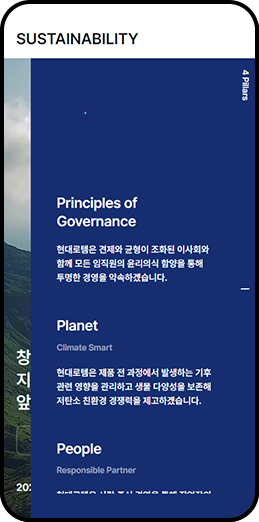 SUSTAINABILITY
4 Pillars
Principles of
Governance
현대로템은 견제와 균형이 조화된 이사회와
함께 모든 임직원의 윤리의식 함양을 통해
투명한 경영을 약속하겠습니다.
Planet
Climate Smart
현대로템은 제품 전 과정에서 발생하는 기후
관련 영향을 관리하고 생물 다양성을 보존해
저탄소 친환경 경쟁력을 제고하겠습니다.
People
Responsible Partner
창
지
앞
202